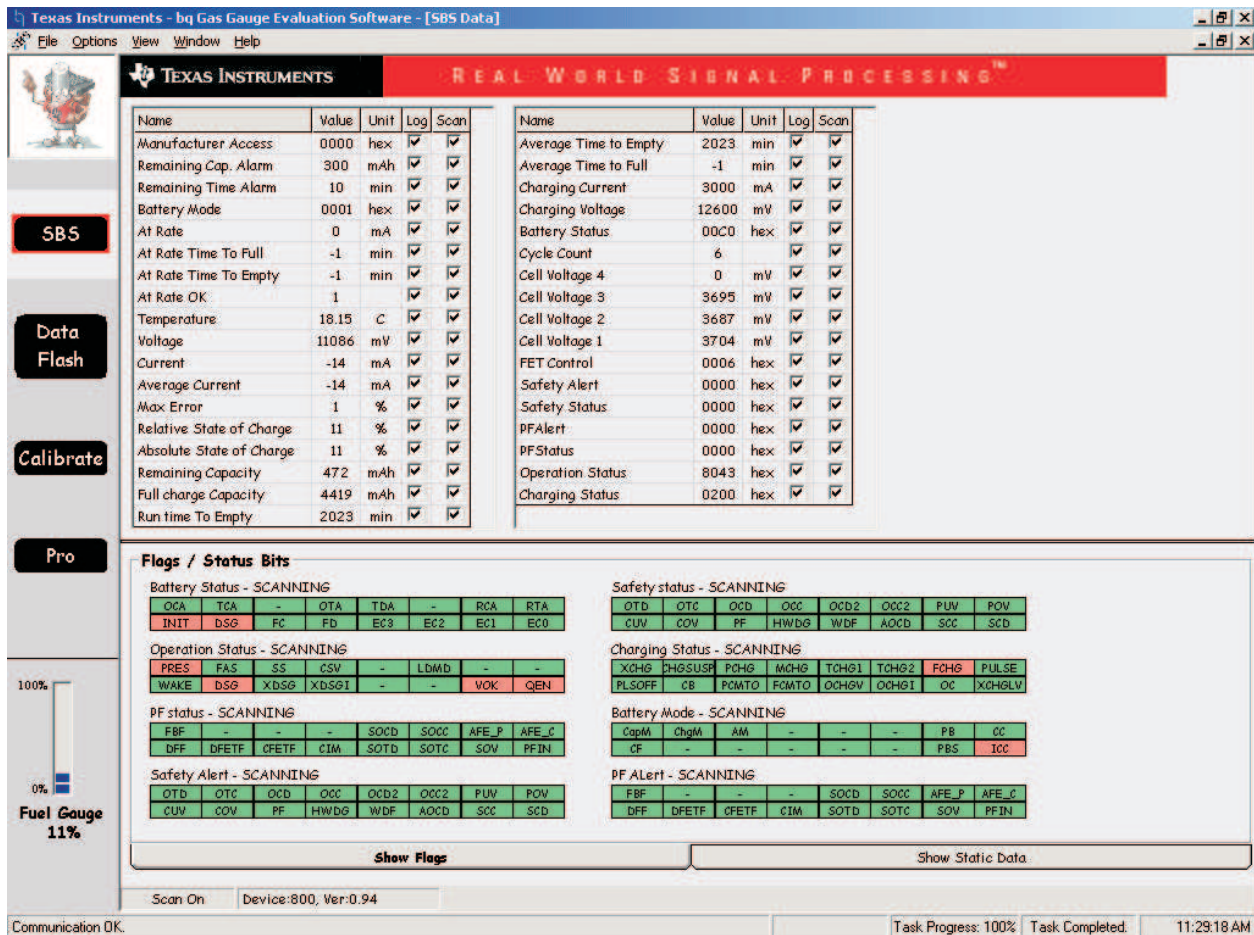 Texas Instruments - bq Gas Gauge Evaluation Software - [SBS Data]
File Options View Window Help
TEXAS INSTRUMENTS
REAL WORLD SIGNAL PROCESSING™
SBS
Data
Flash
Calibrate
Pro
Name Value Unit Log Scan
Manufacturer Access 0000 hex
Remaining Cap. Alarm 300 mAh
Remaining Time Alarm 10 min
Battery Mode 0001 hex
At Rate 0 mA
At Rate Time To Full -1 min
At Rate Time To Empty -1 min
At Rate OK 1
Temperature 18.15 C
Voltage 11086 mV
Current -14 mA
Average Current -14 mA
Max Error 1 %
Relative State of Charge 11 %
Absolute State of Charge 11 %
Remaining Capacity 472 mAh
Full charge Capacity 4419 mAh
Run time To Empty 2023 min
Name Value Unit Log Scan
Average Time to Empty 2023 min
Average Time to Full -1 min
Charging Current 3000 mA
Charging Voltage 12600 mV
Battery Status 00C0 hex
Cycle Count 6
Cell Voltage 4 0 mV
Cell Voltage 3 3695 mV
Cell Voltage 2 3687 mV
Cell Voltage 1 3704 mV
FET Control 0006 hex
Safety Alert 0000 hex
Safety Status 0000 hex
PFAlert 0000 hex
PFStatus 0000 hex
Operation Status 8043 hex
Charging Status 0200 hex
Flags / Status Bits
Battery Status - SCANNING
OCA TCA - OTA TDA - RCA RTA
INIT DSG FC FD EC3 EC2 EC1 EC0
Operation Status - SCANNING
PRES FAS SS CSV - LDMD - -
WAKE DSG XDSG XDSGI - - VOK QEN
PF status - SCANNING
FBF - - - SOCD SOCC AFE_P AFE_C
DFF DFETF CFETF CIM SOTD SOTC SOV PFIN
Safety Alert - SCANNING
OTD OTC OCD OCC OCD2 OCC2 PUV POV
CUV COV PF HWDG WDF AOCD SCC SCD
Safety status - SCANNING
OTD OTC OCD OCC OCD2 OCC2 PUV POV
CUV COV PF HWDG WDF AOCD SCC SCD
Charging Status - SCANNING
XCHG CHGSUSP PCHG MCHG TCHG1 TCHG2 FCHG PULSE
PLSOFF CB PCMTO FCMTO OCHGV OCHGI OC XCHGLV
Battery Mode - SCANNING
CapM ChgM AM - - - PB CC
CF - - - - - PBS ICC
PF ALert - SCANNING
FBF - - - SOCD SOCC AFE_P AFE_C
DFF DFETF CFETF CIM SOTD SOTC SOV PFIN
100%
0%
Fuel Gauge
11%
Show Flags
Show Static Data
Scan On Device:800, Ver:0.94
Communication OK. Task Progress: 100% Task Completed. 11:29:18 AM